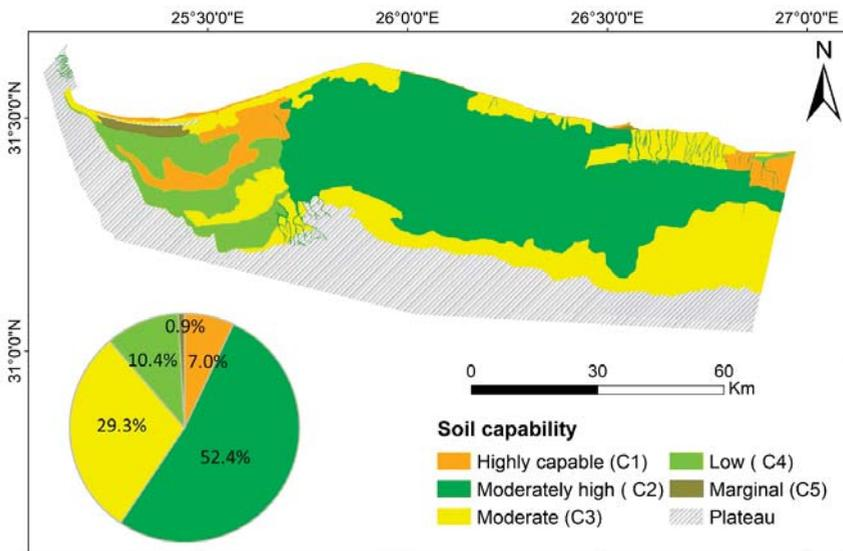 25°30'0"E 26°0'0"E 26°30'0"E 27°0'0"E
N
31°30'0"N
31°0'0"N
0.9%
10.4% 7.0%
29.3%
52.4%
0 30 60
Km
Soil capability
Highly capable (C1) Low ( C4)
Moderately high ( C2) Marginal (C5)
Moderate (C3) Plateau